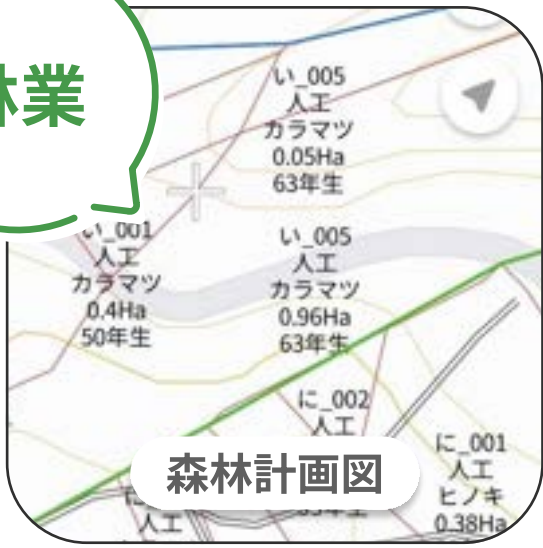 林業
い_005
人工
カラマツ
0.05Ha
63年生
い_001
人工
カラマツ
0.4Ha
50年生
い_005
人工
カラマツ
0.96Ha
63年生
に_002
人工
に_001
人工
ヒノキ
0.38Ha
森林計画図
人工